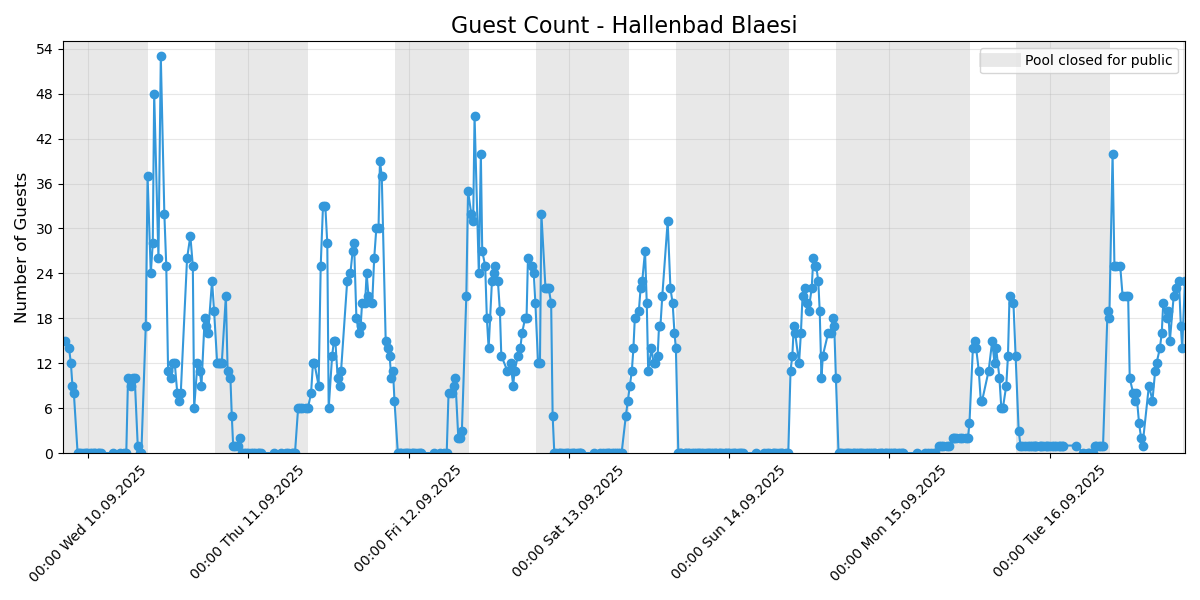 Guest Count - Hallenbad Blaesi
Pool closed for public
Number of Guests
54
48
42
36
30
24
18
12
6
0
00:00 Wed 10.09.2025
00:00 Thu 11.09.2025
00:00 Fri 12.09.2025
00:00 Sat 13.09.2025
00:00 Sun 14.09.2025
00:00 Mon 15.09.2025
00:00 Tue 16.09.2025